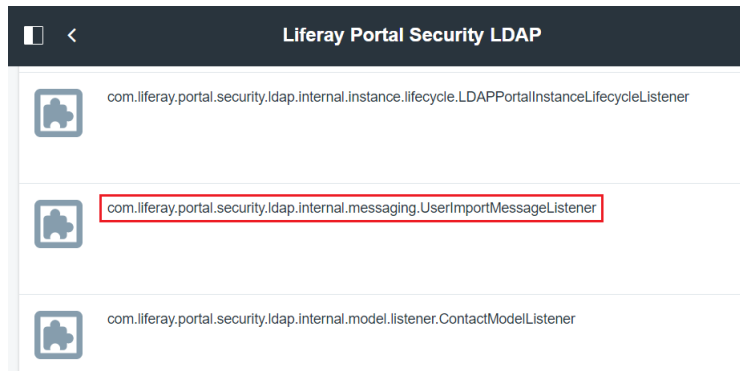 Liferay Portal Security LDAP
com.liferay.portal.security.ldap.internal.instance.lifecycle.LDAPPortalInstanceLifecycleListener
com.liferay.portal.security.ldap.internal.messaging.UserImportMessageListener
com.liferay.portal.security.ldap.internal.model.listener.ContactModelListener